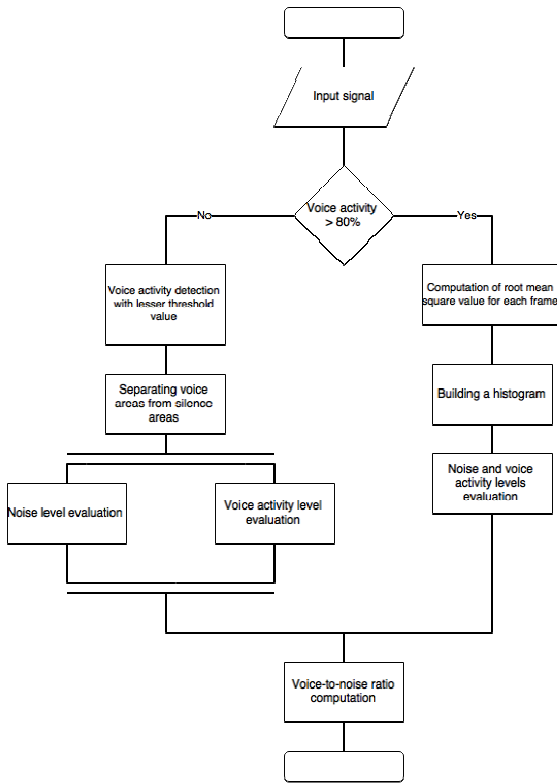 Input signal
Voice activity
> 80%
No
Yes
Voice activity detection
with lesser threshold
value
Computation of root mean
square value for each frame
Separating voice
areas from silence
areas
Building a histogram
Noise level evaluation
Voice activity level
evaluation
Noise and voice
activity levels
evaluation
Voice-to-noise ratio
computation